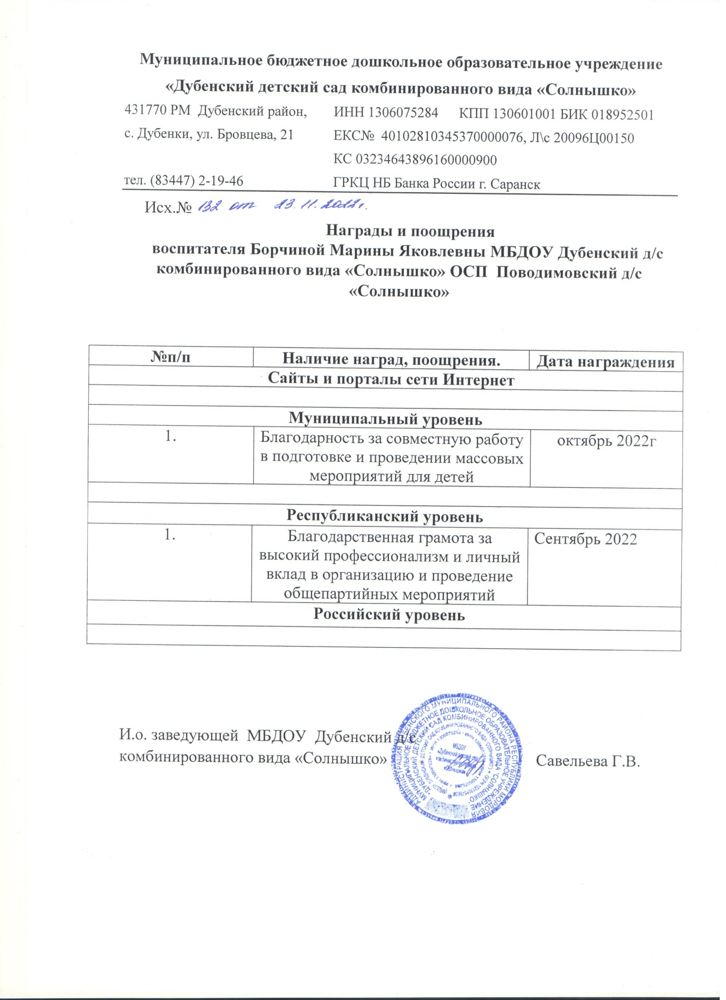 Муниципальное бюджетное дошкольное образовательное учреждение
«Дубенский детский сад комбинированного вида «Солнышко»
431770 РМ Дубенский район, ИНН 1306075284 КПП 130601001 БИК 018952501
с. Дубенки, ул. Бровцева, 21 ЕКС№ 40102810345370000076, Л\с 20096Ц00150
КС 03234643896160000900
тел. (83447) 2-19-46 ГРКЦ НБ Банка России г. Саранск
Исх.№ 132 от 23.11.2022г.
Награды и поощрения
воспитателя Борчиной Марины Яковлевны МБДОУ Дубенский д/с
комбинированного вида «Солнышко» ОСП Поводимовский д/с
«Солнышко»
№п/п Наличие наград, поощрения. Дата награждения
Сайты и порталы сети Интернет
Муниципальный уровень
1. Благодарность за совместную работу октябрь 2022г
в подготовке и проведении массовых
мероприятий для детей
Республиканский уровень
1. Благодарственная грамота за Сентябрь 2022
высокий профессионализм и личный
вклад в организацию и проведение
общепартийных мероприятий
Российский уровень
И.о. заведующей МБДОУ Дубенский д/с
комбинированного вида «Солнышко» Савельева Г.В.
АДМИНИСТРАЦИЯ ДУБЕНСКОГО МУНИЦИПАЛЬНОГО РАЙОНА РЕСПУБЛИКИ МОРДОВИЯ
МУНИЦИПАЛЬНОЕ БЮДЖЕТНОЕ ДОШКОЛЬНОЕ ОБРАЗОВАТЕЛЬНОЕ УЧРЕЖДЕНИЕ
"ДУБЕНСКИЙ ДЕТСКИЙ САД КОМБИНИРОВАННОГО ВИДА "СОЛНЫШКО"
МБДОУ
«Дубенский детский сад
комбинированного вида
«Солнышко»